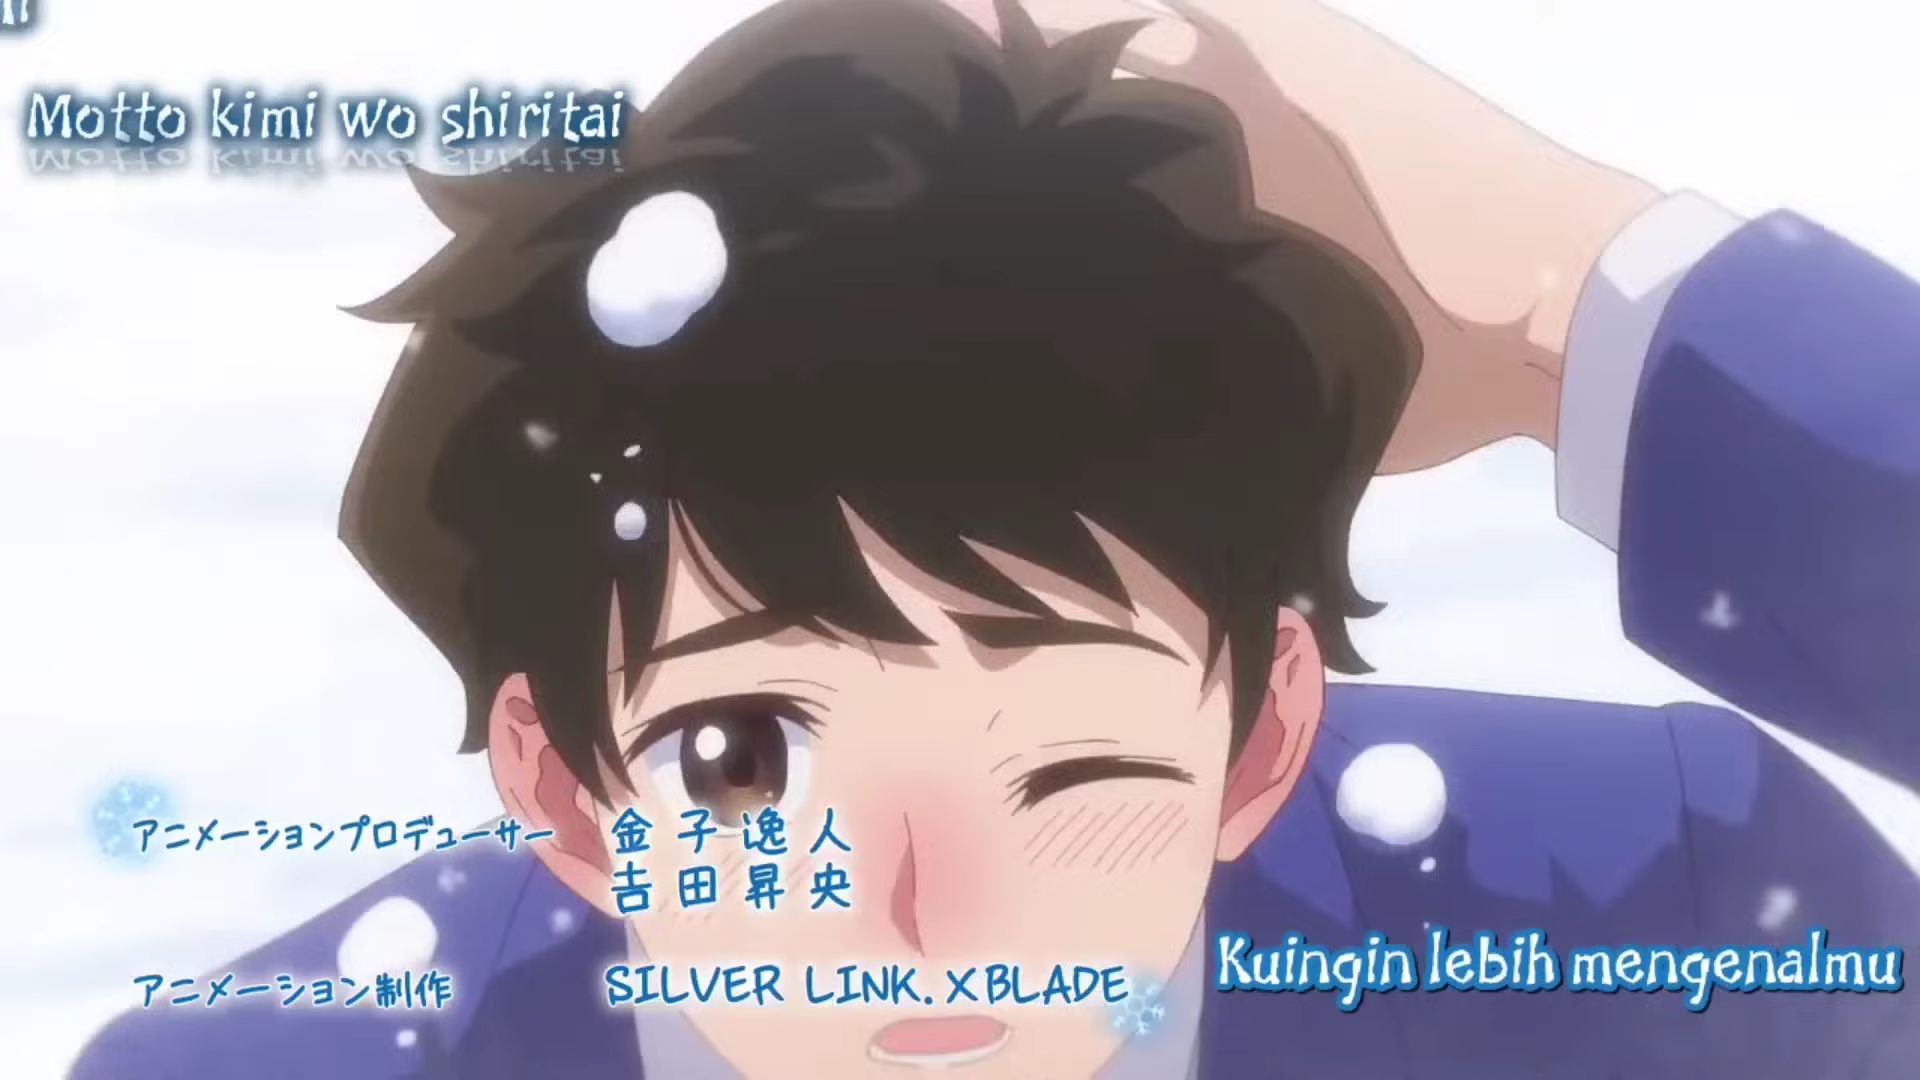 Motto kimi wo shiritai
アニメーションプロデューサー 金子逸人
吉田昇央
アニメーション制作 SILVER LINK.×BLADE
Kuingin lebih mengenalmu